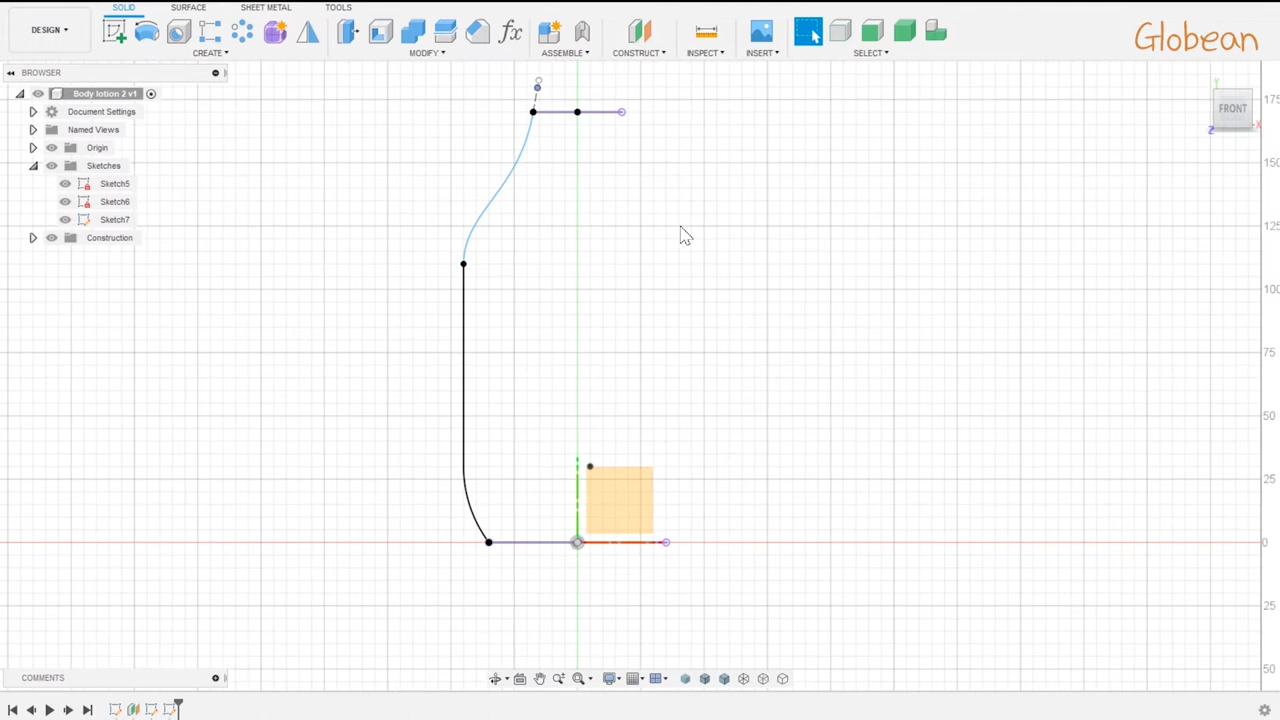 SOLID SURFACE SHEET METAL TOOLS
DESIGN
CREATE MODIFY fx ASSEMBLE CONSTRUCT INSPECT INSERT SELECT
Globean
BROWSER
Body lotion 2 v1
Document Settings
Named Views
Origin
Sketches
Sketch5
Sketch6
Sketch7
Construction
Y
FRONT
X
Z
175
150
125
100
75
50
25
0
25
50
COMMENTS